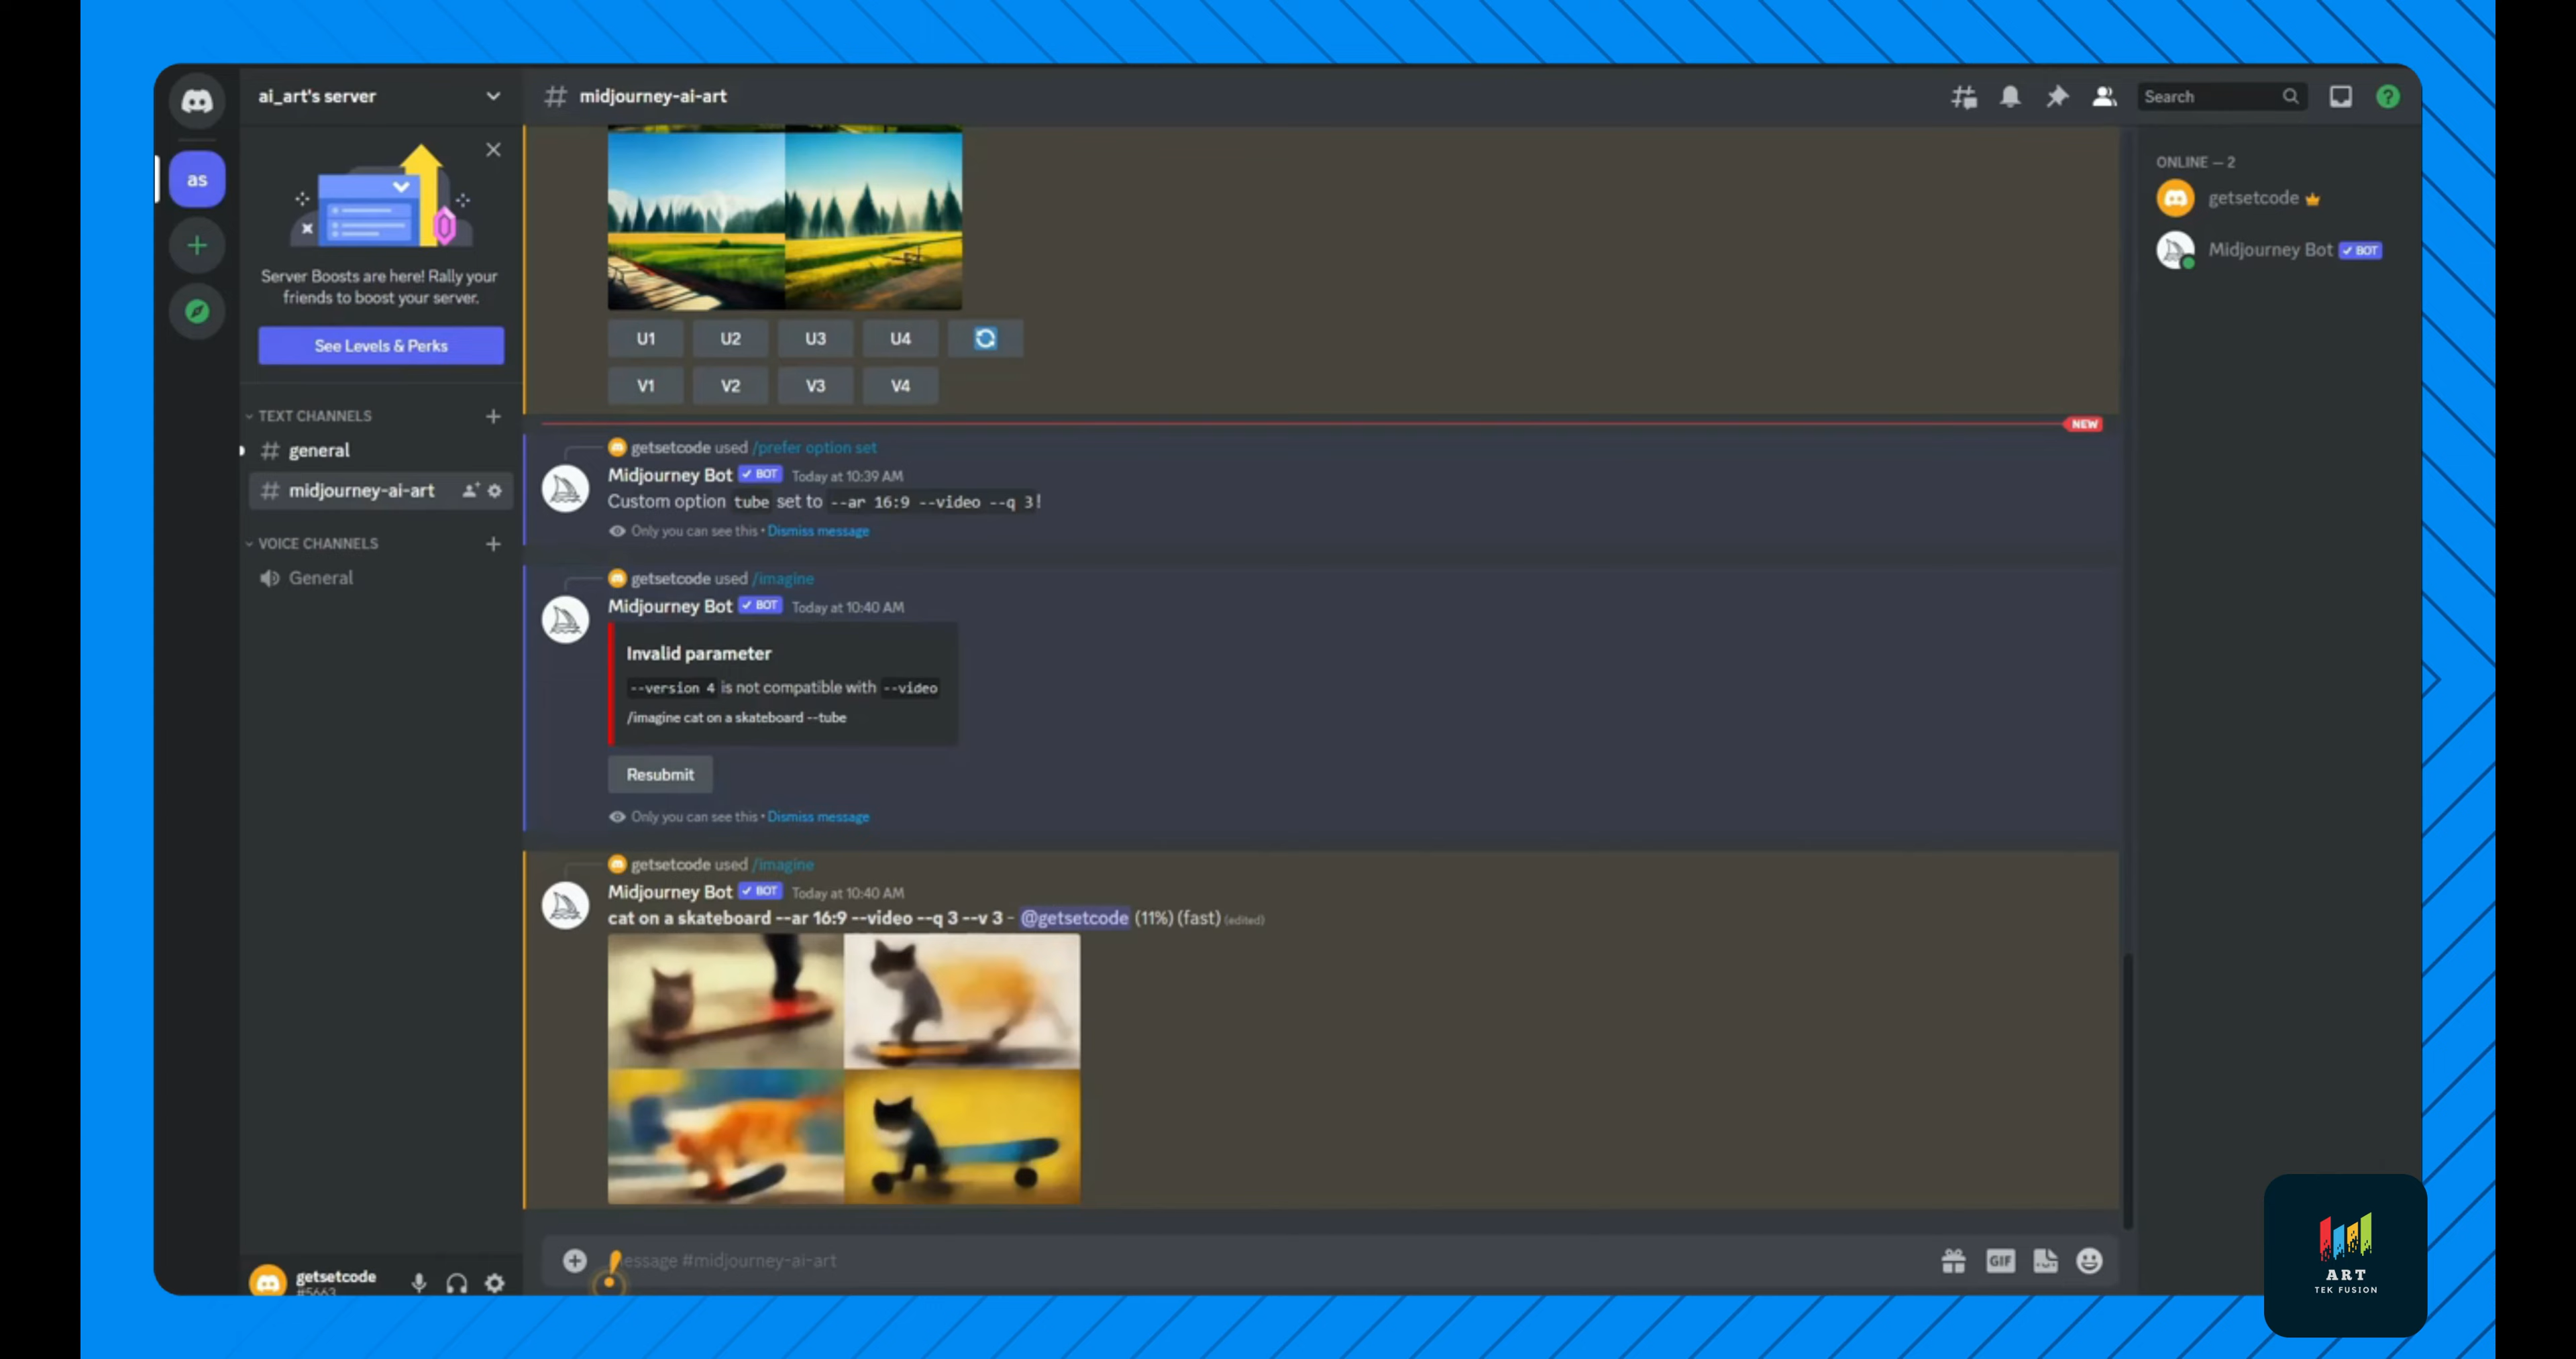 ai_art's server
midjourney-ai-art
Search
as
Server Boosts are here! Rally your
friends to boost your server.
See Levels & Perks
TEXT CHANNELS
general
midjourney-ai-art
VOICE CHANNELS
General
getsetcode
#5663
U1 U2 U3 U4
V1 V2 V3 V4
NEW
getsetcode used /prefer option set
Midjourney Bot BOT Today at 10:39 AM
Custom option tube set to --ar 16:9 --video --q 3!
Only you can see this • Dismiss message
getsetcode used /imagine
Midjourney Bot BOT Today at 10:40 AM
Invalid parameter
--version 4 is not compatible with --video
/imagine cat on a skateboard --tube
Resubmit
Only you can see this • Dismiss message
getsetcode used /imagine
Midjourney Bot BOT Today at 10:40 AM
cat on a skateboard --ar 16:9 --video --q 3 --v 3 - @getsetcode (11%) (fast) (edited)
essage #midjourney-ai-art
GIF
ONLINE — 2
getsetcode
Midjourney Bot BOT
ART
TEK FUSION